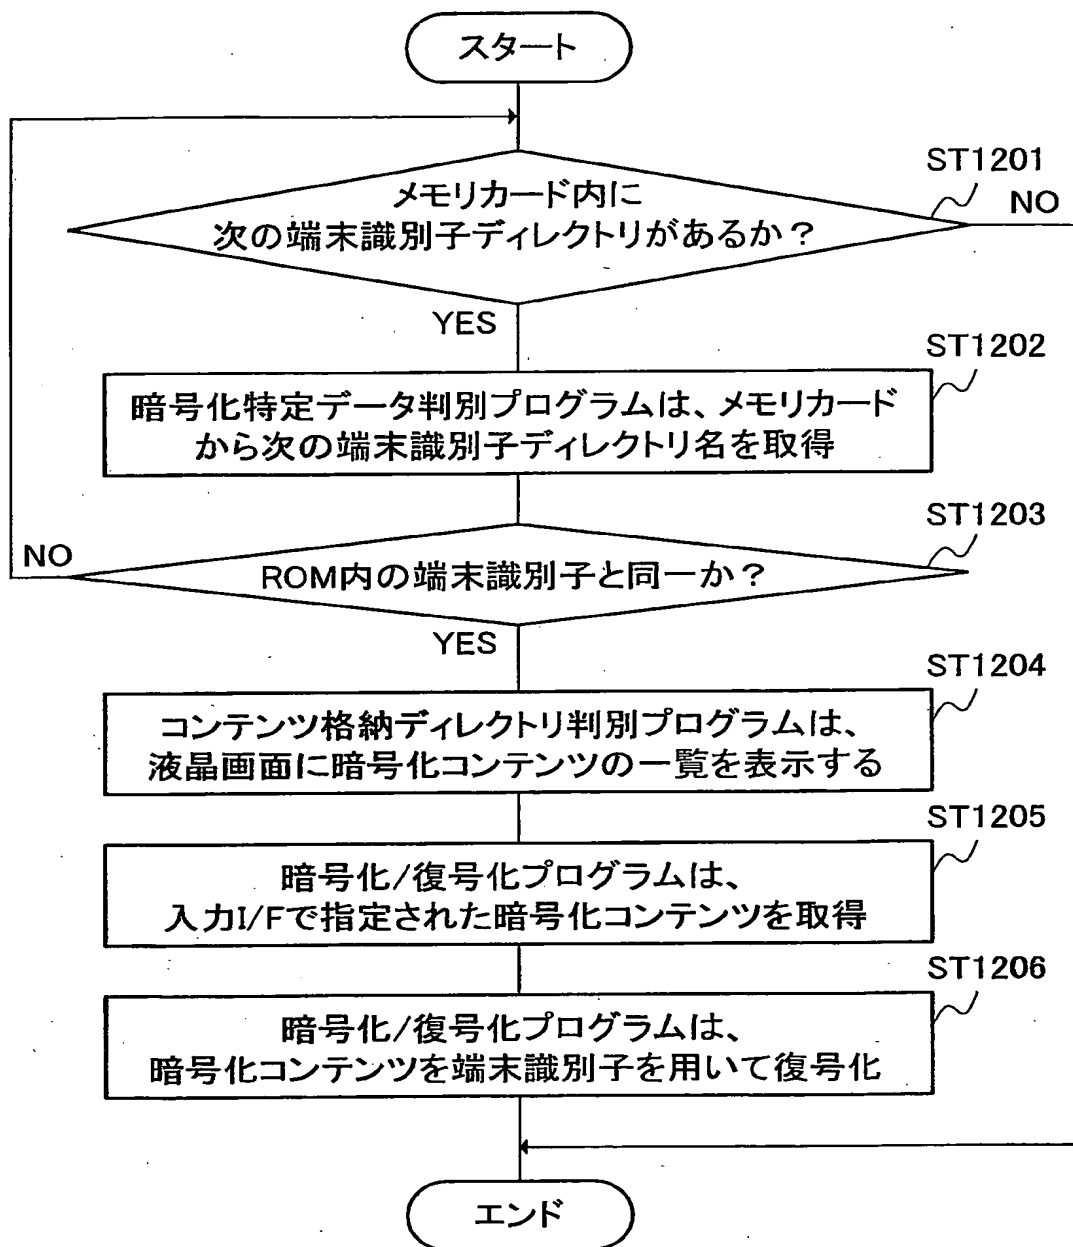 スタート
ST1201
メモリカード内に
次の端末識別子ディレクトリがあるか？
NO
YES
ST1202
暗号化特定データ判別プログラムは、メモリカード
から次の端末識別子ディレクトリ名を取得
ST1203
NO
ROM内の端末識別子と同一か？
YES
ST1204
コンテンツ格納ディレクトリ判別プログラムは、
液晶画面に暗号化コンテンツの一覧を表示する
ST1205
暗号化/復号化プログラムは、
入力I/Fで指定された暗号化コンテンツを取得
ST1206
暗号化/復号化プログラムは、
暗号化コンテンツを端末識別子を用いて復号化
エンド